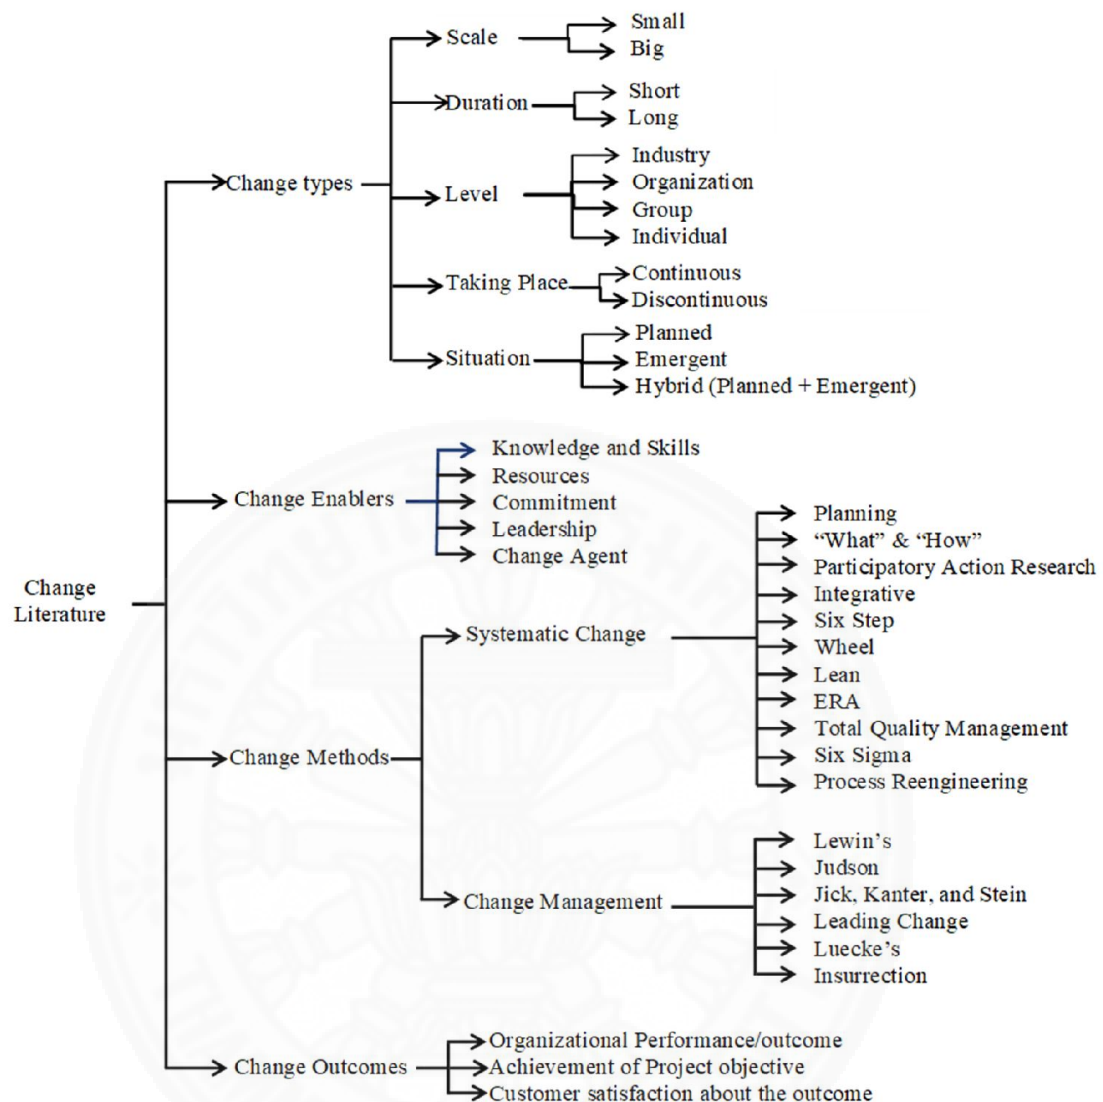 Change
Literature
Change types
Scale
Small
Big
Duration
Short
Long
Level
Industry
Organization
Group
Individual
Taking Place
Continuous
Discontinuous
Situation
Planned
Emergent
Hybrid (Planned + Emergent)
Change Enablers
Knowledge and Skills
Resources
Commitment
Leadership
Change Agent
Change Methods
Systematic Change
Planning
“What” & “How”
Participatory Action Research
Integrative
Six Step
Wheel
Lean
ERA
Total Quality Management
Six Sigma
Process Reengineering
Change Management
Lewin’s
Judson
Jick, Kanter, and Stein
Leading Change
Luecke’s
Insurrection
Change Outcomes
Organizational Performance/outcome
Achievement of Project objective
Customer satisfaction about the outcome